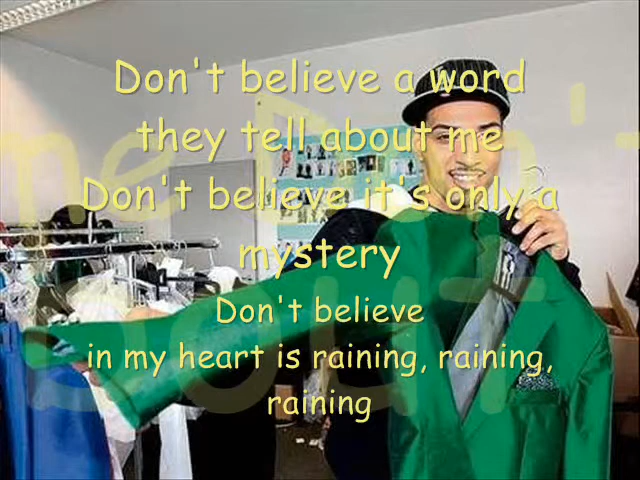 Don't believe a word
they tell about me
Don't believe it's only a
mystery
Don't believe
in my heart is raining, raining,
raining